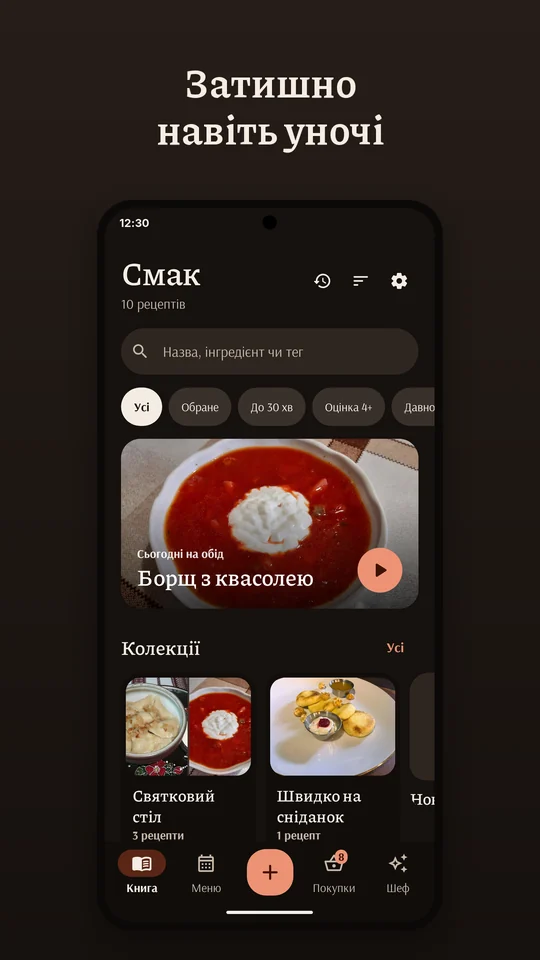 Затишно
навіть уночі
12:30
Смак
10 рецептів
Назва, інгредієнт чи тег
Усі
Обране
До 30 хв
Оцінка 4+
Давно
Сьогодні на обід
Борщ з квасолею
Колекції
Усі
Святковий
стіл
3 рецепти
Швидко на
сніданок
1 рецепт
8
Книга
Меню
Покупки
Шеф